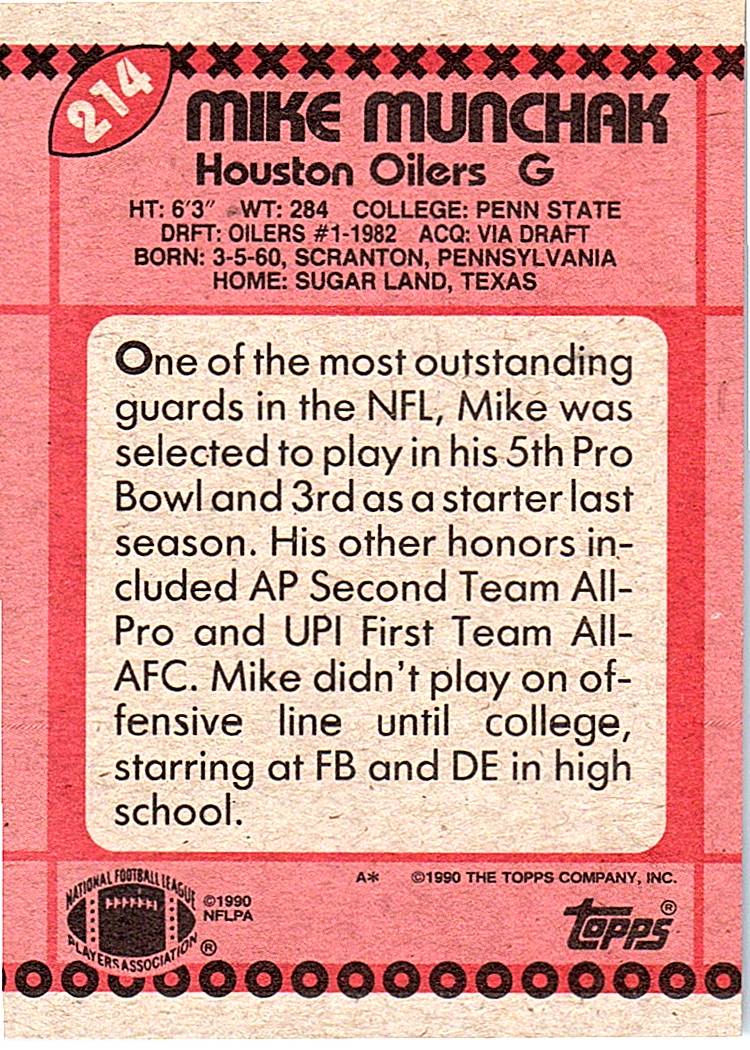 214
MIKE MUNCHAK
Houston Oilers G
HT: 6'3" WT: 284 COLLEGE: PENN STATE
DRFT: OILERS #1-1982 ACQ: VIA DRAFT
BORN: 3-5-60, SCRANTON, PENNSYLVANIA
HOME: SUGAR LAND, TEXAS
One of the most outstanding
guards in the NFL, Mike was
selected to play in his 5th Pro
Bowl and 3rd as a starter last
season. His other honors in-
cluded AP Second Team All-
Pro and UPI First Team All-
AFC. Mike didn't play on of-
fensive line until college,
starring at FB and DE in high
school.
A* ©1990 THE TOPPS COMPANY, INC.
NATIONAL FOOTBALL LEAGUE
PLAYERS ASSOCIATION ®
©1990
NFLPA
topps ®